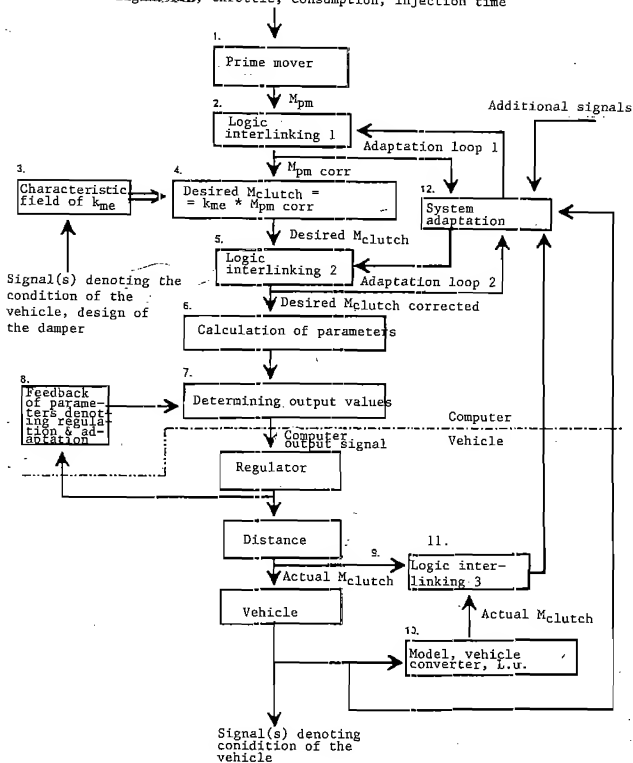 throttle, consumption, injection time
1.
Prime mover
Mpm
2.
Logic
interlinking 1
Additional signals
Adaptation loop 1
3.
Characteristic
field of kme
4.
Mpm corr
Desired Mclutch =
= kme * Mpm corr
12.
System
adaptation
Desired Mclutch
5.
Logic
interlinking 2
Adaptation loop 2
Signal(s) denoting the
condition of the
vehicle, design of
the damper
Desired Mclutch corrected
6.
Calculation of parameters
7.
Determining output values
8.
Feedback
of parame-
ters denot-
ing regula-
tion & ad-
aptation
Computer
Vehicle
Computer
output signal
Regulator
Distance
9.
11.
Logic inter-
linking 3
Actual Mclutch
Vehicle
Actual Mclutch
10.
Model, vehicle
converter, L.u.
Signal(s) denoting
conidition of the
vehicle